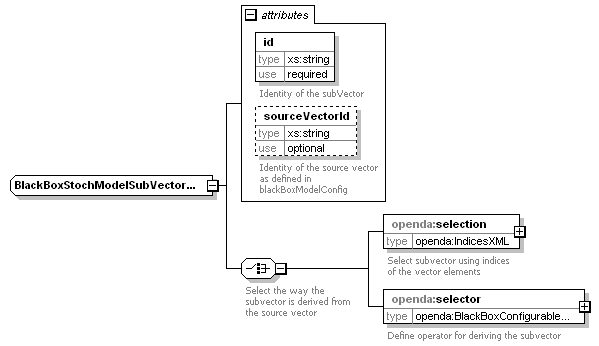 attributes
id
type xs:string
use required
Identity of the subVector
sourceVectorId
type xs:string
use optional
Identity of the source vector
as defined in
blackBoxModelConfig
BlackBoxStochModelSubVector...
openda:selection
type openda:IndicesXML
Select subvector using indices
of the vector elements
Select the way the
subvector is derived from
the source vector
openda:selector
type openda:BlackBoxConfigurable...
Define operator for deriving the subvector